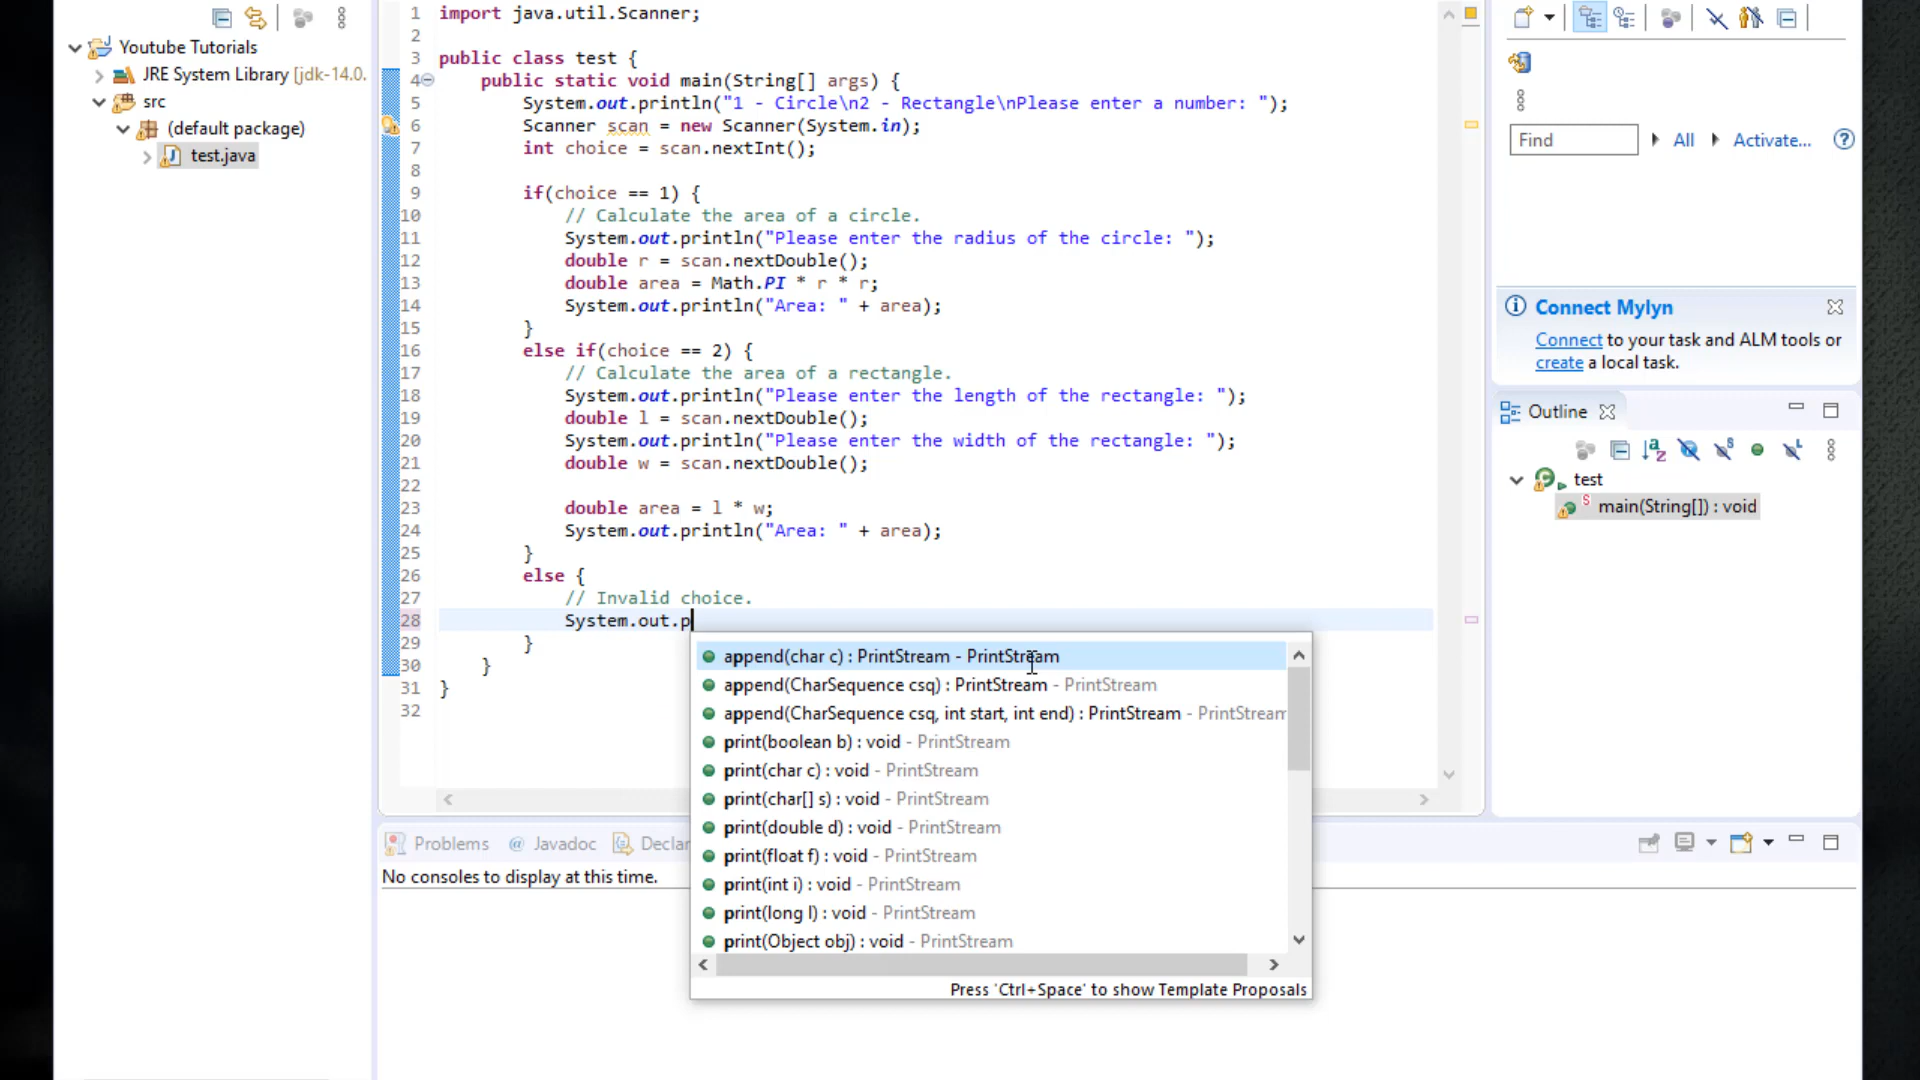 Youtube Tutorials
JRE System Library [jdk-14.0.
src
(default package)
test.java
1 import java.util.Scanner;
2
3 public class test {
4 public static void main(String[] args) {
5 System.out.println("1 - Circle\n2 - Rectangle\nPlease enter a number: ");
6 Scanner scan = new Scanner(System.in);
7 int choice = scan.nextInt();
8
9 if(choice == 1) {
10 // Calculate the area of a circle.
11 System.out.println("Please enter the radius of the circle: ");
12 double r = scan.nextDouble();
13 double area = Math.PI * r * r;
14 System.out.println("Area: " + area);
15 }
16 else if(choice == 2) {
17 // Calculate the area of a rectangle.
18 System.out.println("Please enter the length of the rectangle: ");
19 double l = scan.nextDouble();
20 System.out.println("Please enter the width of the rectangle: ");
21 double w = scan.nextDouble();
22
23 double area = l * w;
24 System.out.println("Area: " + area);
25 }
26 else {
27 // Invalid choice.
28 System.out.p
29 }
30 }
31 }
32
append(char c) : PrintStream - PrintStream
append(CharSequence csq) : PrintStream - PrintStream
append(CharSequence csq, int start, int end) : PrintStream - PrintStream
print(boolean b) : void - PrintStream
print(char c) : void - PrintStream
print(char[] s) : void - PrintStream
print(double d) : void - PrintStream
print(float f) : void - PrintStream
print(int i) : void - PrintStream
print(long l) : void - PrintStream
print(Object obj) : void - PrintStream
Press 'Ctrl+Space' to show Template Proposals
Problems @ Javadoc Declar
No consoles to display at this time.
Find All Activate...
Connect Mylyn
Connect to your task and ALM tools or
create a local task.
Outline
test
main(String[]) : void